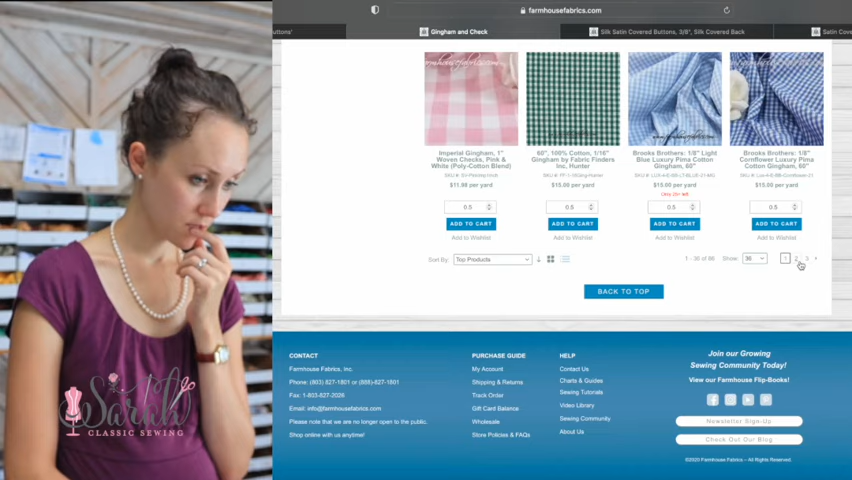 farmhousefabrics.com
uttons'
Gingham and Check
Silk Satin Covered Buttons, 3/8", Silk Covered Back
Satin Cove
Imperial Gingham, 1"
Woven Checks, Pink &
White (Poly-Cotton Blend)
$11.98 per yard
0.5
ADD TO CART
Add to Wishlist
60", 100% Cotton, 1/16"
Gingham by Fabric Finders
Inc, Hunter
$15.00 per yard
0.5
ADD TO CART
Add to Wishlist
Brooks Brothers: 1/8" Light
Blue Luxury Pima Cotton
Gingham, 60"
$15.00 per yard
0.5
ADD TO CART
Add to Wishlist
Brooks Brothers: 1/8"
Cornflower Luxury Pima
Cotton Gingham, 60"
$15.00 per yard
0.5
ADD TO CART
Add to Wishlist
Sort By: Top Products
Show: 36
1 2 3
BACK TO TOP
CONTACT
Farmhouse Fabrics, Inc.
Phone: (803) 827-1801 or (888)-827-1801
Fax: 1-803-827-2026
Email: info@farmhousefabrics.com
Please note that we are no longer open to the public.
Shop online with us anytime!
PURCHASE GUIDE
My Account
Shipping & Returns
Track Order
Gift Card Balance
Wholesale
Store Policies & FAQs
HELP
Contact Us
Charts & Guides
Sewing Tutorials
Video Library
Sewing Community
About Us
Join our Growing
Sewing Community Today!
View our Farmhouse Flip-Books!
Newsletter Sign-Up
Check Out Our Blog
©2020 Farmhouse Fabrics – All Rights Reserved.
Sarah
CLASSIC SEWING